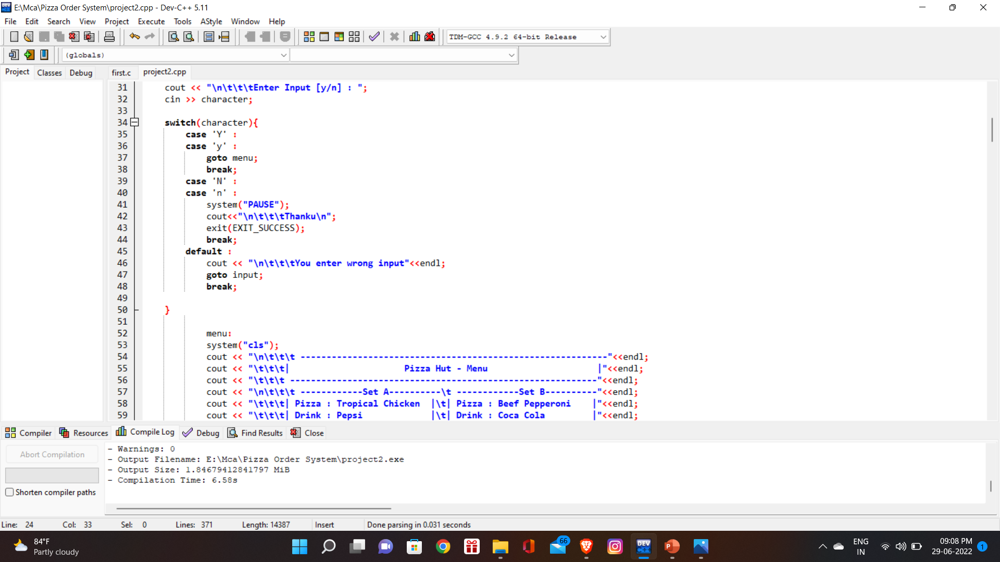 E:\Mca\Pizza Order System\project2.cpp - Dev-C++ 5.11
File Edit Search View Project Execute Tools AStyle Window Help
TDM-GCC 4.9.2 64-bit Release
(globals)
Project Classes Debug first.c project2.cpp
31 cout << "\n\t\t\tEnter Input [y/n] : ";
32 cin >> character;
33
34 switch(character){
35 case 'Y' :
36 case 'y' :
37 goto menu;
38 break;
39 case 'N' :
40 case 'n' :
41 system("PAUSE");
42 cout<<"\n\t\t\tThanku\n";
43 exit(EXIT_SUCCESS);
44 break;
45 default :
46 cout << "\n\t\t\tYou enter wrong input"<<endl;
47 goto input;
48 break;
49
50 }
51
52 menu:
53 system("cls");
54 cout << "\n\t\t\t -----------------------------------------------------------"<<endl;
55 cout << "\t\t\t|                      Pizza Hut - Menu                     |"<<endl;
56 cout << "\t\t\t -----------------------------------------------------------"<<endl;
57 cout << "\n\t\t\t ------------Set A----------\t ------------Set B----------"<<endl;
58 cout << "\t\t\t| Pizza : Tropical Chicken  |\t| Pizza : Beef Pepperoni    |"<<endl;
59 cout << "\t\t\t| Drink : Pepsi             |\t| Drink : Coca Cola         |"<<endl;
Compiler Resources Compile Log Debug Find Results Close
Abort Compilation
Shorten compiler paths
- Warnings: 0
- Output Filename: E:\Mca\Pizza Order System\project2.exe
- Output Size: 1.84679412841797 MiB
- Compilation Time: 6.58s
Line: 24 Col: 33 Sel: 0 Lines: 371 Length: 14387 Insert Done parsing in 0.031 seconds
84°F
Partly cloudy
66
DEV
C++
P
ENG
IN
09:08 PM
29-06-2022
1